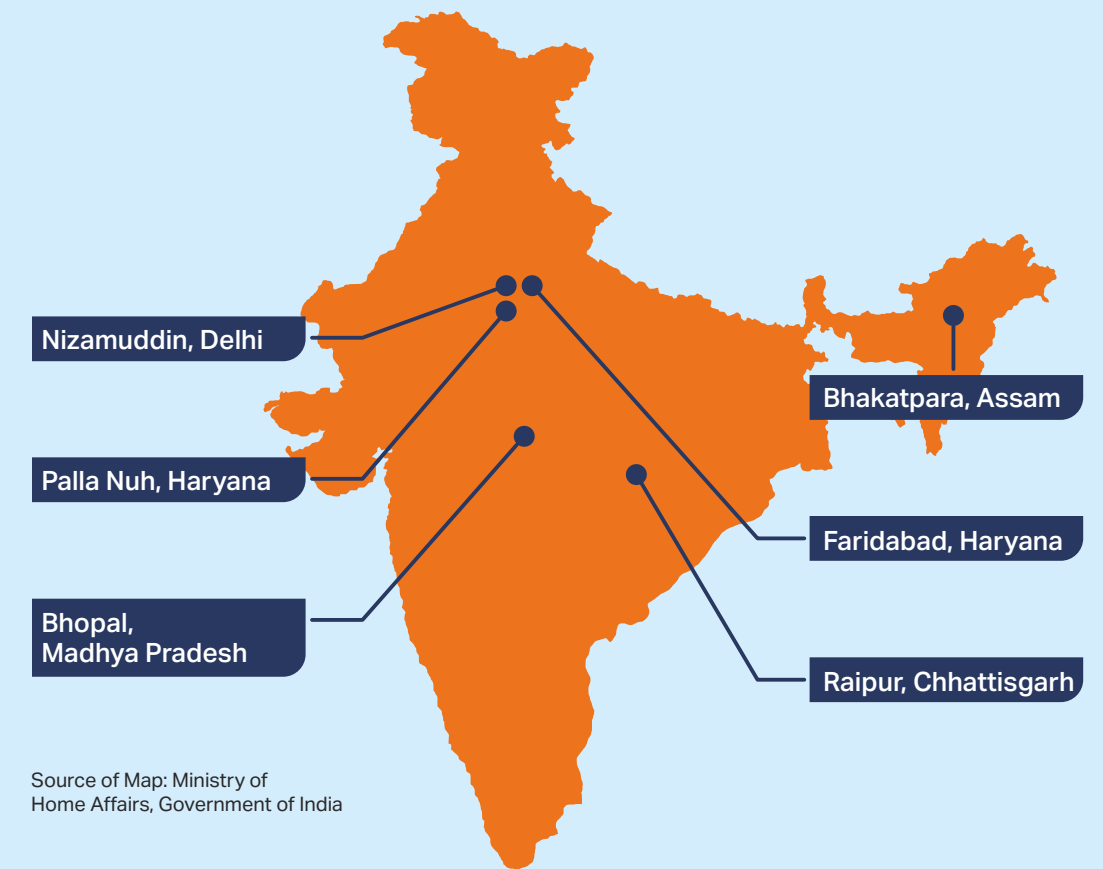 Nizamuddin, Delhi
Palla Nuh, Haryana
Bhopal,
Madhya Pradesh
Bhakatpara, Assam
Faridabad, Haryana
Raipur, Chhattisgarh
Source of Map: Ministry of
Home Affairs, Government of India